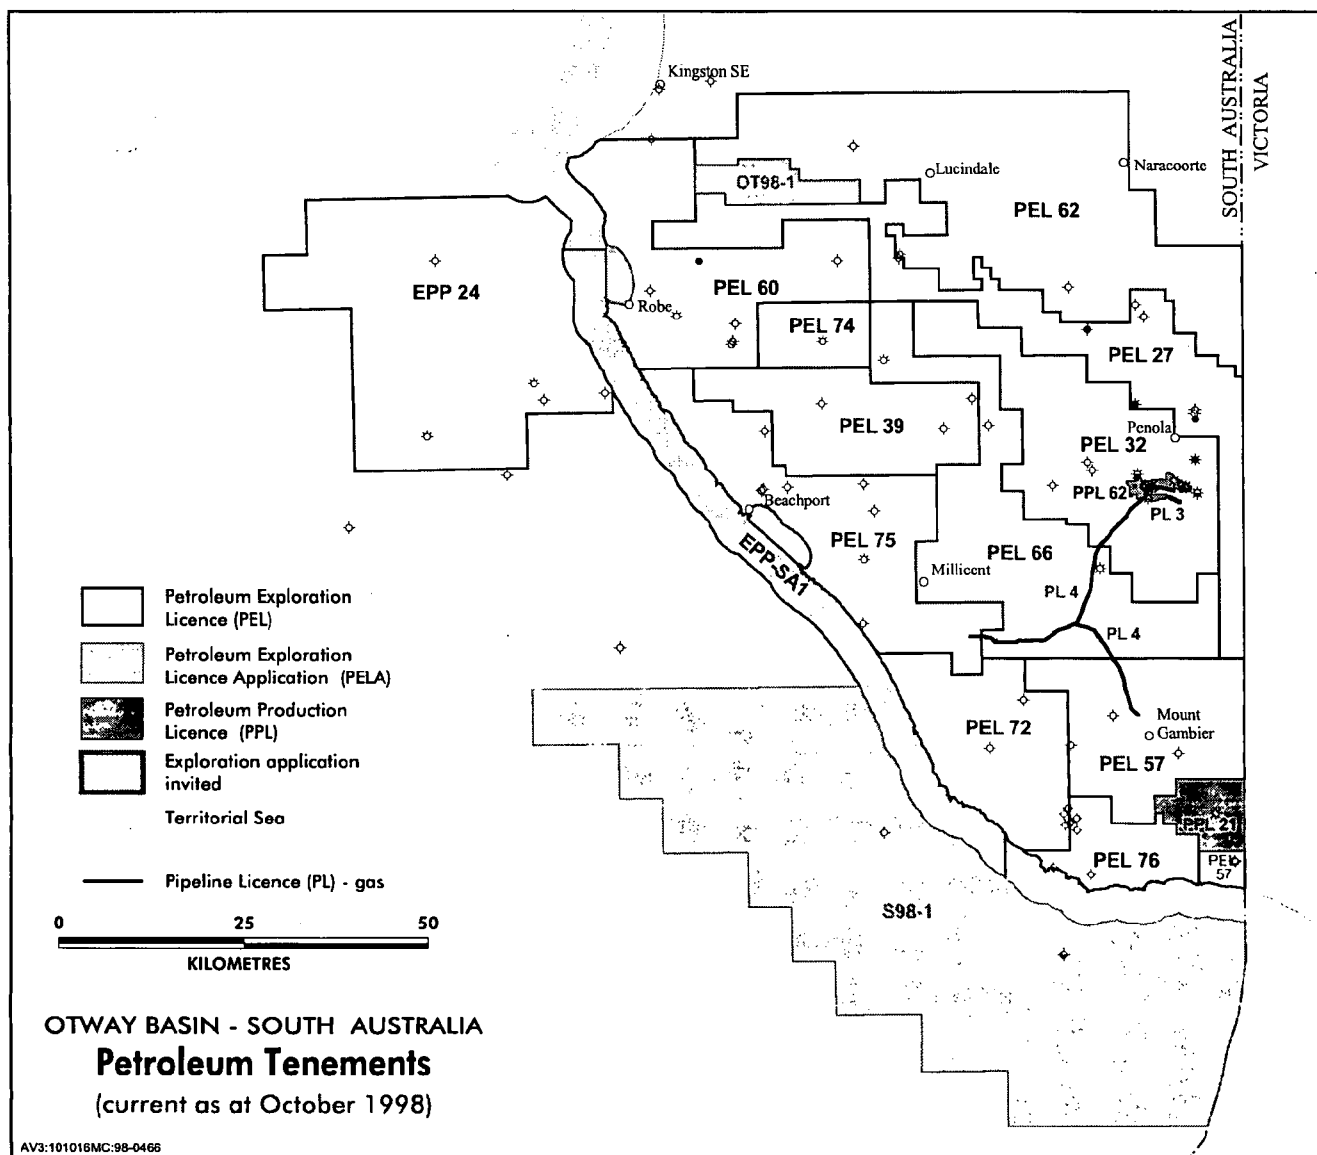 Kingston SE
SOUTH AUSTRALIA
VICTORIA
Naracoorte
Lucindale
OT98-1
PEL 62
EPP 24
PEL 60
Robe
PEL 74
PEL 27
PEL 39
Penola
PEL 32
PPL 62
PL 3
Beachport
PEL 75
EPP-SA1
PEL 66
Millicent
PL 4
PL 4
Petroleum Exploration
Licence (PEL)
Petroleum Exploration
Licence Application (PELA)
Petroleum Production
Licence (PPL)
Exploration application
invited
Territorial Sea
Pipeline Licence (PL) - gas
PEL 72
Mount
Gambier
PEL 57
PPL 21
PEL 76
PEL
57
S98-1
0 25 50
KILOMETRES
OTWAY BASIN - SOUTH AUSTRALIA
Petroleum Tenements
(current as at October 1998)
AV3:101016MC:98-0466